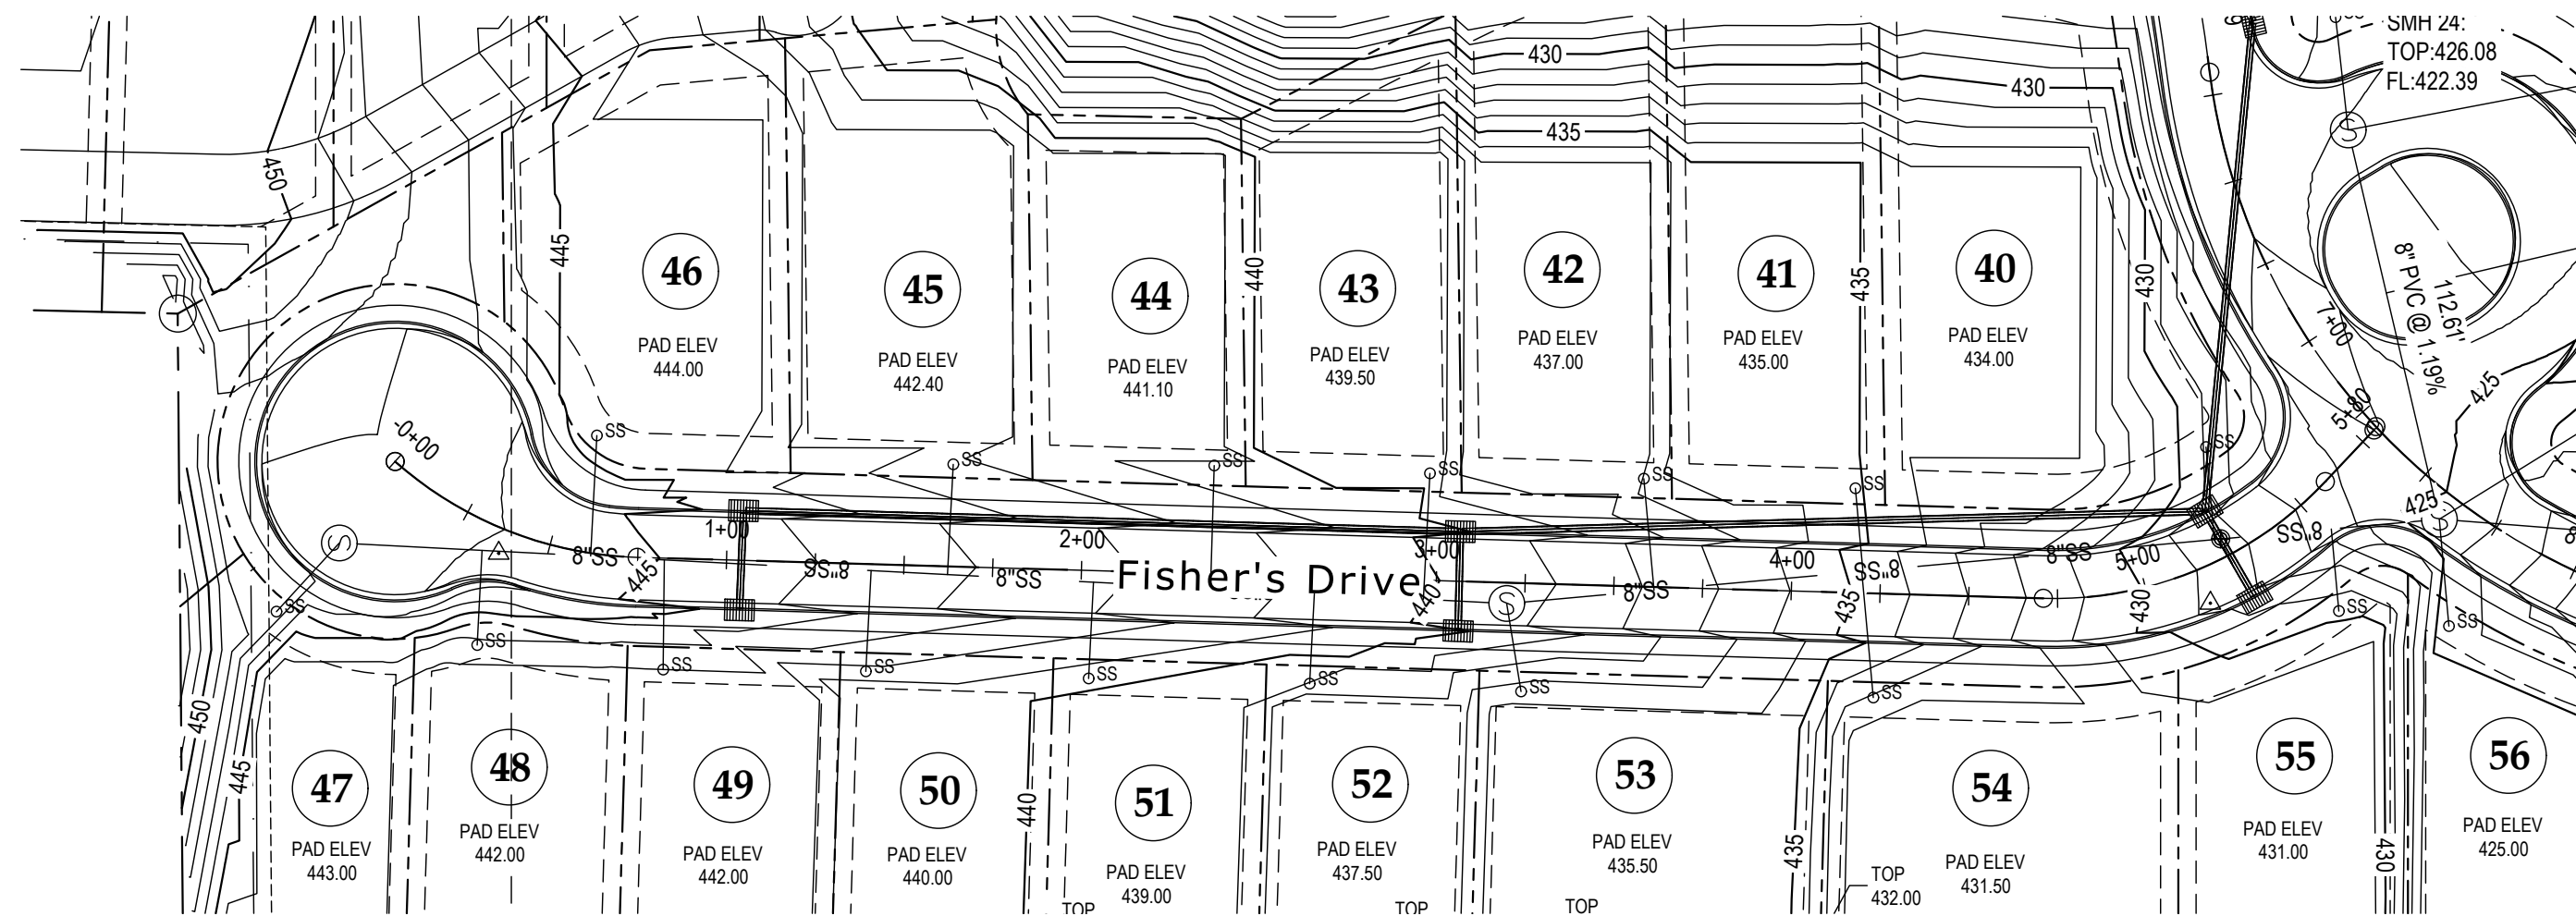 SMH 24:
TOP:426.08
FL:422.39
430
430
435
450
445
440
435
430
46
PAD ELEV
444.00
45
PAD ELEV
442.40
44
PAD ELEV
441.10
43
PAD ELEV
439.50
42
PAD ELEV
437.00
41
PAD ELEV
435.00
40
PAD ELEV
434.00
112.61'
8" PVC @ 1.19%
7+00
5+80
425
425
-0+00
SS
SS
SS
SS
SS
SS
SS
S
S
S
S
1+00
2+00
3+00
4+00
5+00
8"SS
8"SS
8"SS
8"SS
8"SS
8"SS
8"SS
Fisher's Drive
445
440
435
430
SS
SS
SS
SS
SS
SS
SS
SS
SS
SS
450
445
440
435
430
47
PAD ELEV
443.00
48
PAD ELEV
442.00
49
PAD ELEV
442.00
50
PAD ELEV
440.00
51
PAD ELEV
439.00
52
PAD ELEV
437.50
53
PAD ELEV
435.50
54
PAD ELEV
431.50
55
PAD ELEV
431.00
56
PAD ELEV
425.00
TOP
432.00
TOP
TOP
TOP